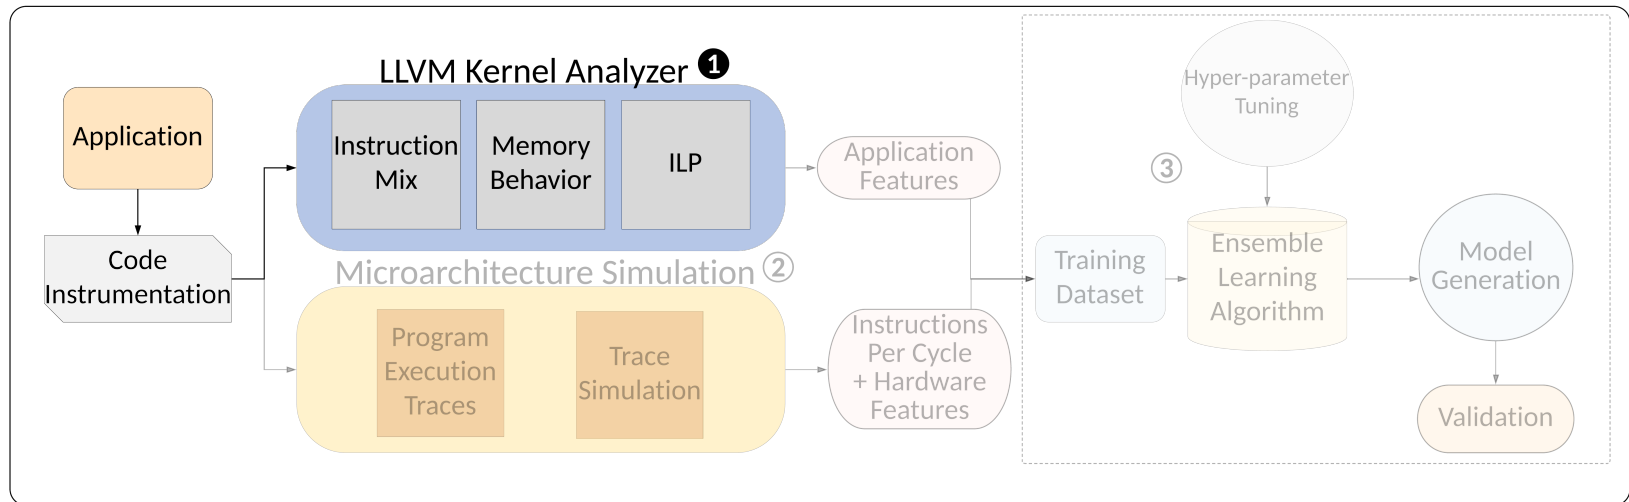 LLVM Kernel Analyzer ❶
Application
Code
Instrumentation
Instruction
Mix
Memory
Behavior
ILP
Microarchitecture Simulation ②
Program
Execution
Traces
Trace
Simulation
Application
Features
Instructions
Per Cycle
+ Hardware
Features
③
Hyper-parameter
Tuning
Training
Dataset
Ensemble
Learning
Algorithm
Model
Generation
Validation